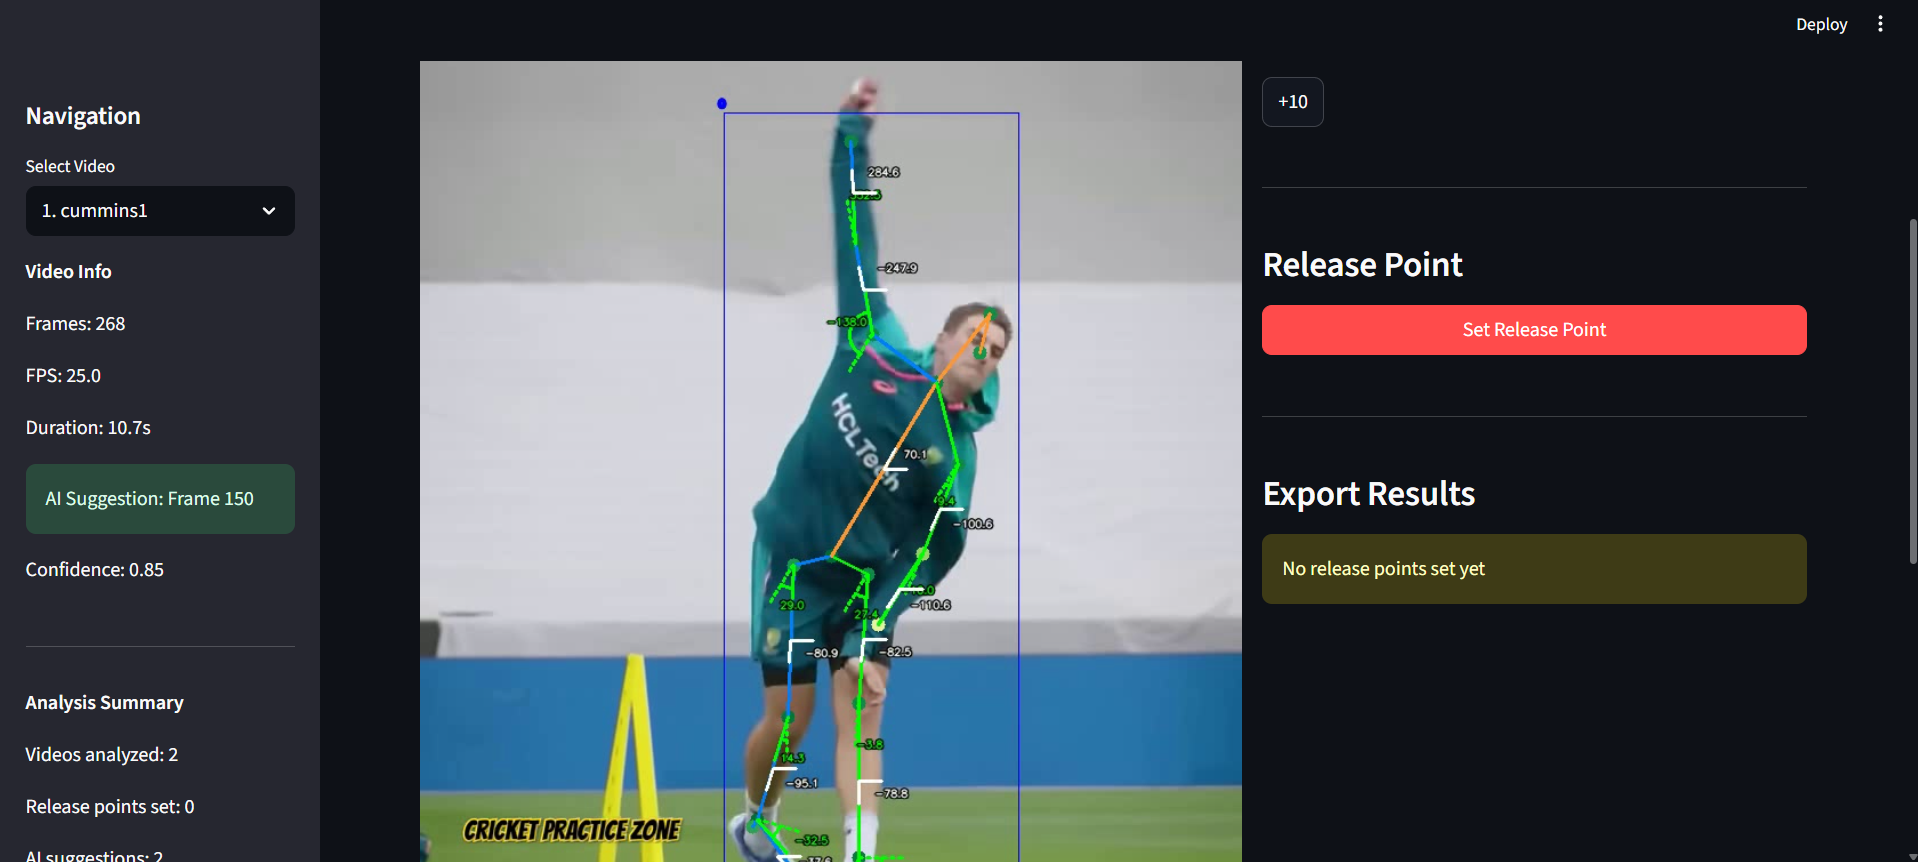 Deploy
Navigation
Select Video
1. cummins1
Video Info
Frames: 268
FPS: 25.0
Duration: 10.7s
AI Suggestion: Frame 150
Confidence: 0.85
Analysis Summary
Videos analyzed: 2
Release points set: 0
AI suggestions: 2
284.6
-247.9
-138.0
HCLTech
70.1
9.4
-100.6
-110.6
29.0
27.4
-80.9
-82.5
-3.8
14.3
-95.1
-78.8
CRICKET PRACTICE ZONE
-32.5
+10
Release Point
Set Release Point
Export Results
No release points set yet